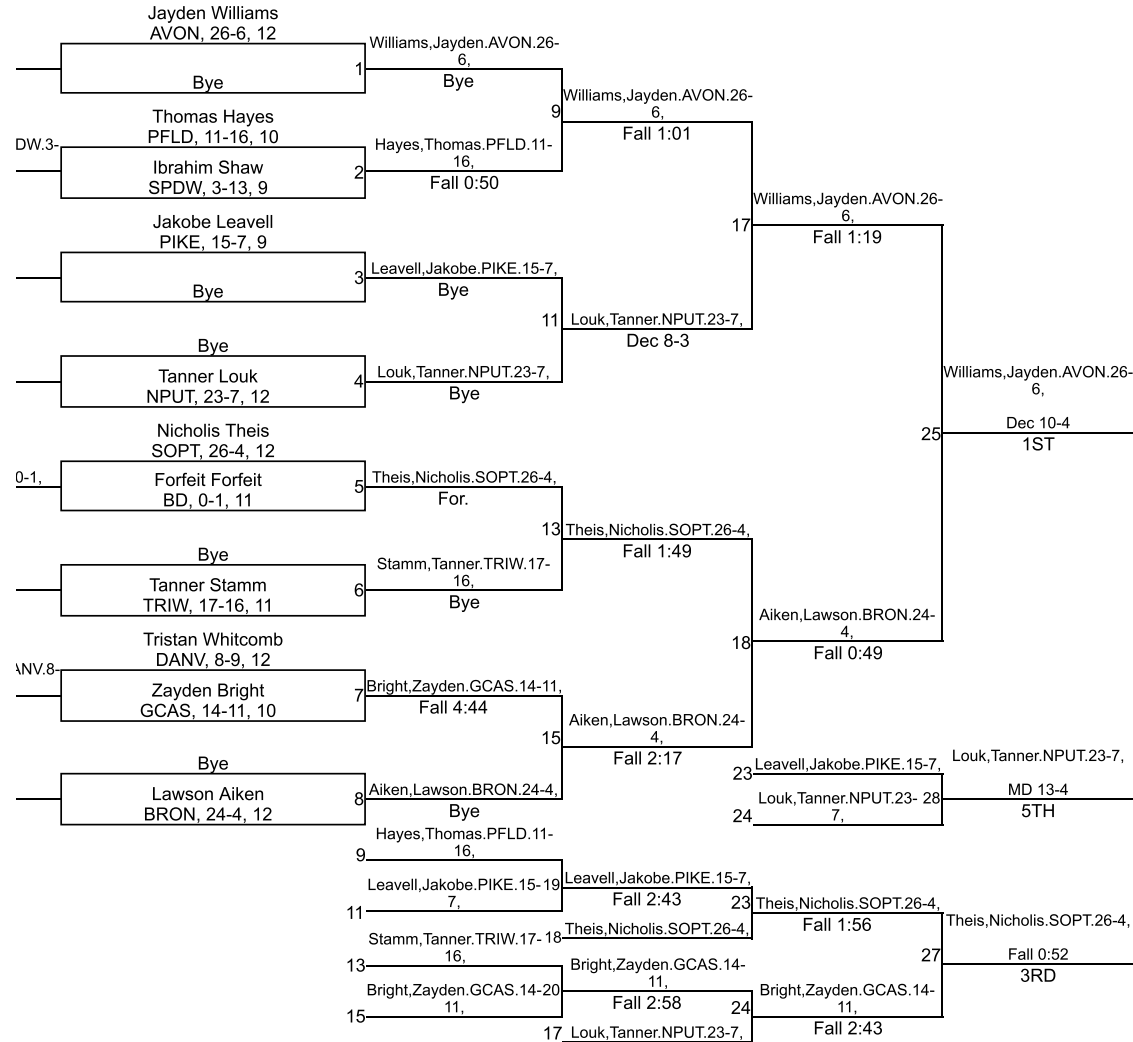 Jayden Williams
AVON, 26-6, 12
Bye
1
Williams,Jayden.AVON.26-
6,
Bye
Thomas Hayes
PFLD, 11-16, 10
DW.3-
Ibrahim Shaw
SPDW, 3-13, 9
2
Hayes,Thomas.PFLD.11-
16,
Fall 0:50
9
Williams,Jayden.AVON.26-
6,
Fall 1:01
Jakobe Leavell
PIKE, 15-7, 9
Bye
3
Leavell,Jakobe.PIKE.15-7,
Bye
Bye
Tanner Louk
NPUT, 23-7, 12
4
Louk,Tanner.NPUT.23-7,
Bye
11
Louk,Tanner.NPUT.23-7,
Dec 8-3
17
Williams,Jayden.AVON.26-
6,
Fall 1:19
Nicholis Theis
SOPT, 26-4, 12
0-1,
Forfeit Forfeit
BD, 0-1, 11
5
Theis,Nicholis.SOPT.26-4,
For.
Bye
Tanner Stamm
TRIW, 17-16, 11
6
Stamm,Tanner.TRIW.17-
16,
Bye
13
Theis,Nicholis.SOPT.26-4,
Fall 1:49
Tristan Whitcomb
DANV, 8-9, 12
ANV.8-
Zayden Bright
GCAS, 14-11, 10
7
Bright,Zayden.GCAS.14-11,
Fall 4:44
Bye
Lawson Aiken
BRON, 24-4, 12
8
Aiken,Lawson.BRON.24-4,
Bye
15
Aiken,Lawson.BRON.24-
4,
Fall 2:17
18
Aiken,Lawson.BRON.24-
4,
Fall 0:49
25
Williams,Jayden.AVON.26-
6,
Dec 10-4
1ST
23
Leavell,Jakobe.PIKE.15-7,
24
Louk,Tanner.NPUT.23-
7,
28
Louk,Tanner.NPUT.23-7,
MD 13-4
5TH
9
Hayes,Thomas.PFLD.11-
16,
11
Leavell,Jakobe.PIKE.15-
7,
19
Leavell,Jakobe.PIKE.15-7,
Fall 2:43
18
Theis,Nicholis.SOPT.26-4,
23
Theis,Nicholis.SOPT.26-4,
Fall 1:56
13
Stamm,Tanner.TRIW.17-
16,
15
Bright,Zayden.GCAS.14-
11,
20
Bright,Zayden.GCAS.14-
11,
Fall 2:58
17
Louk,Tanner.NPUT.23-7,
24
Bright,Zayden.GCAS.14-
11,
Fall 2:43
27
Theis,Nicholis.SOPT.26-4,
Fall 0:52
3RD